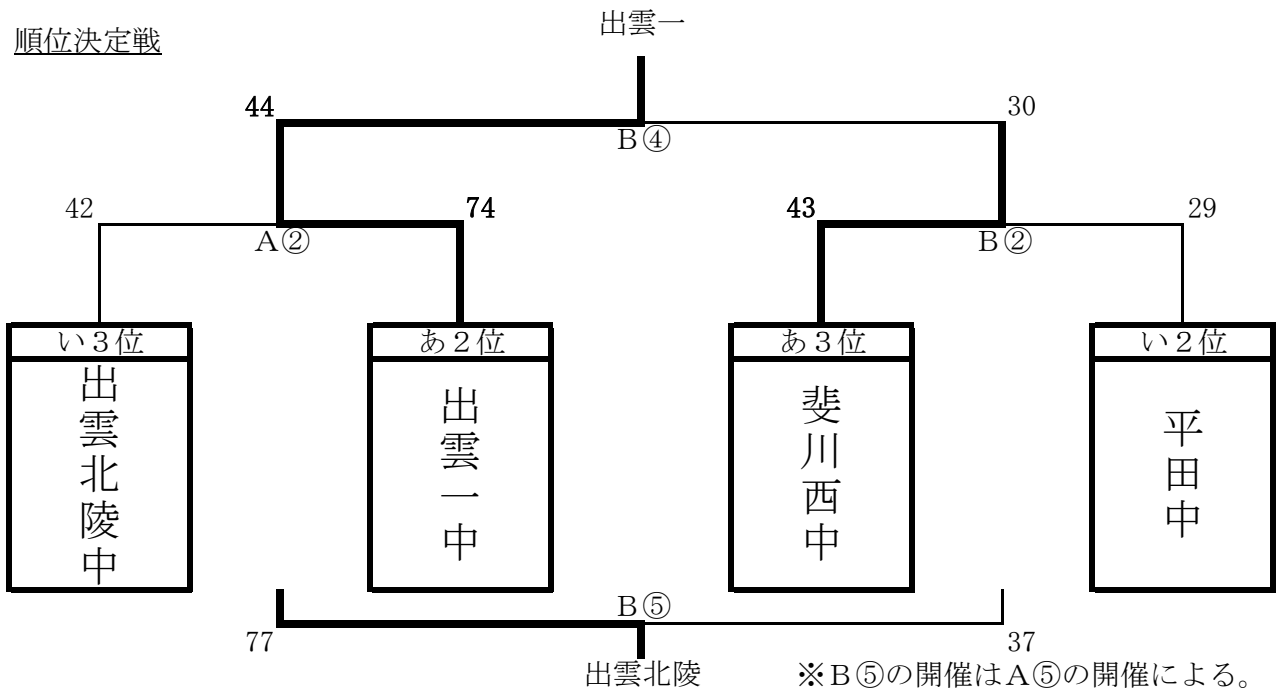 出雲一
順位決定戦
44
30
B④
42
74
43
29
A②
B②
い3位
あ2位
あ3位
い2位
出雲北陵中
出雲一中
斐川西中
平田中
B⑤
77
37
出雲北陵
※B⑤の開催はA⑤の開催による。